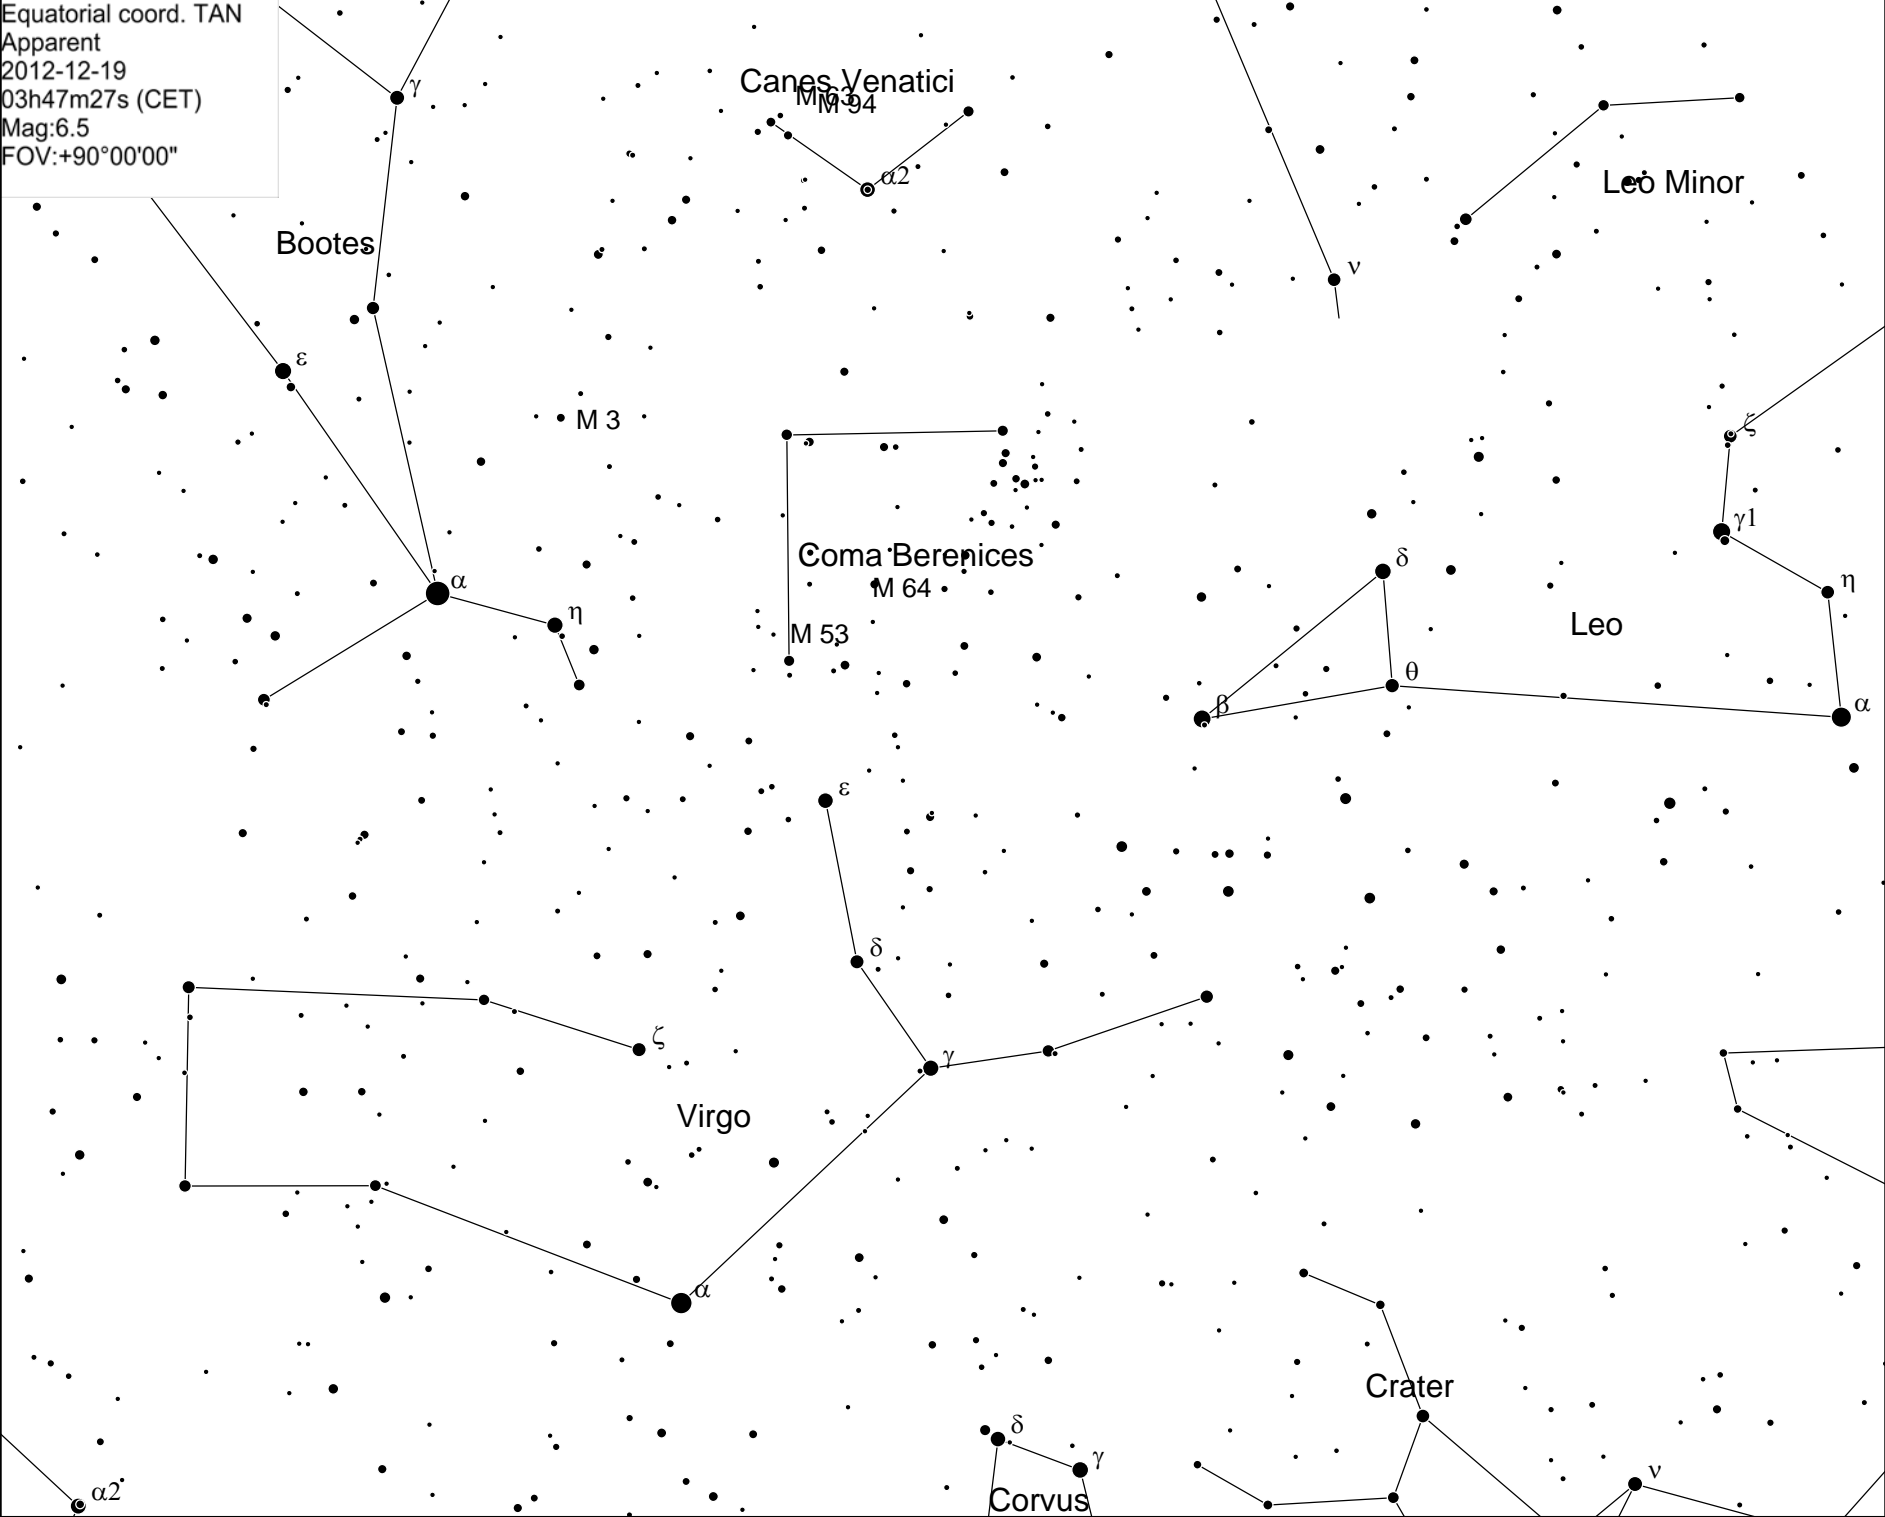 Equatorial coord. TAN
Apparent
2012-12-19
03h47m27s (CET)
Mag:6.5
FOV:+90°00'00"
γ
Canes Venatici
M 63
M 94
α2
Leo Minor
Bootes
ν
ε
M 3
ζ
γ1
Coma Berenices
δ
α
M 64
η
η
Leo
M 53
θ
β
α
ε
δ
ζ
γ
Virgo
α
Crater
δ
γ
ν
α2
Corvus